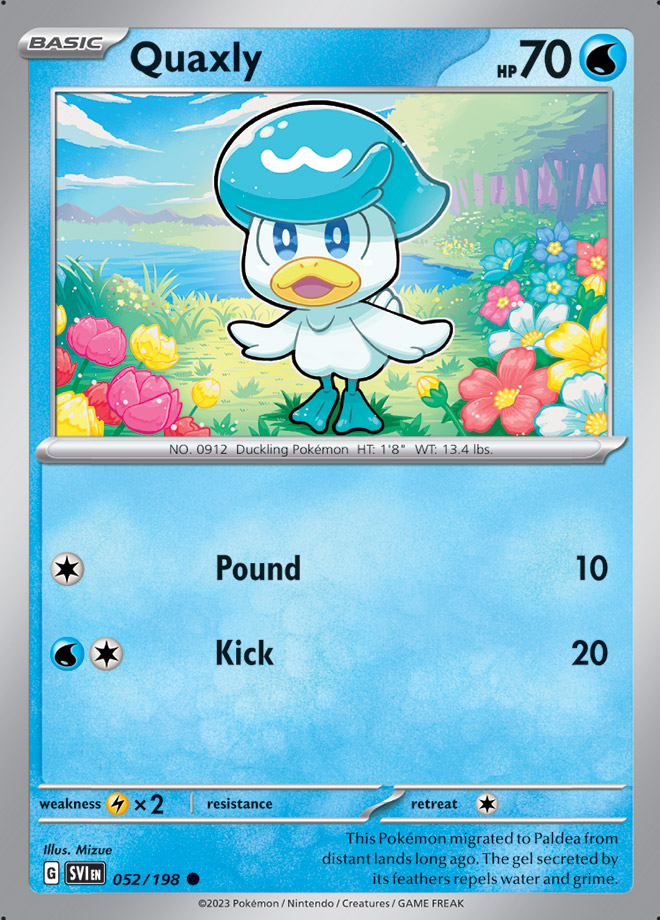 BASIC
Quaxly
HP 70
NO. 0912 Duckling Pokémon HT: 1'8" WT: 13.4 lbs.
Pound 10
Kick 20
weakness ×2 resistance retreat
This Pokémon migrated to Paldea from
distant lands long ago. The gel secreted by
its feathers repels water and grime.
Illus. Mizue
G SVI EN 052/198
©2023 Pokémon / Nintendo / Creatures / GAME FREAK